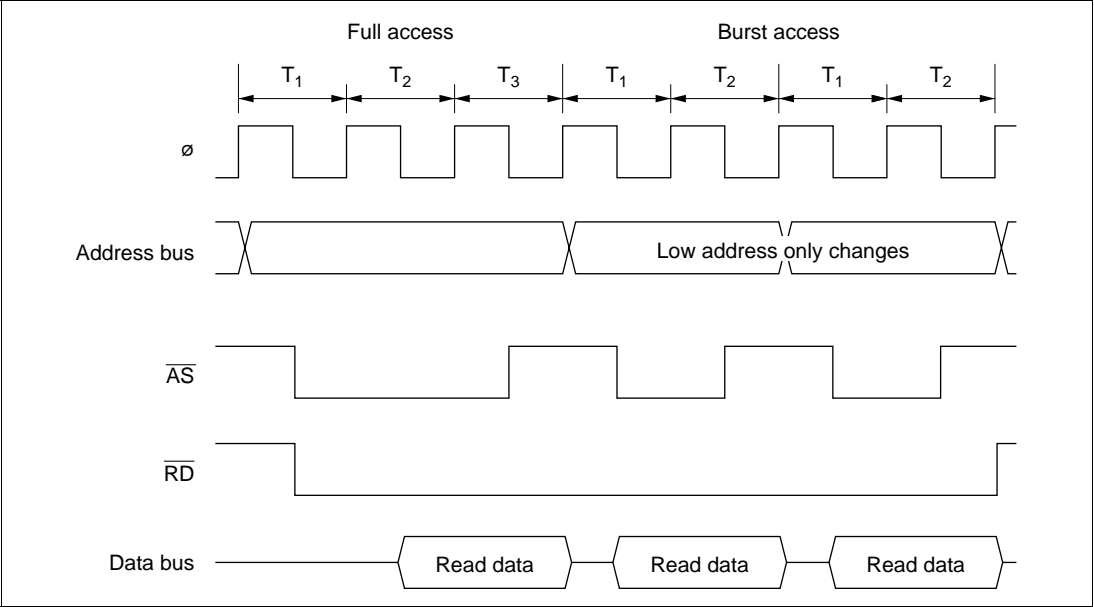 Full access Burst access
T1 T2 T3 T1 T2 T1 T2
ø
Address bus Low address only changes
AS
RD
Data bus Read data Read data Read data